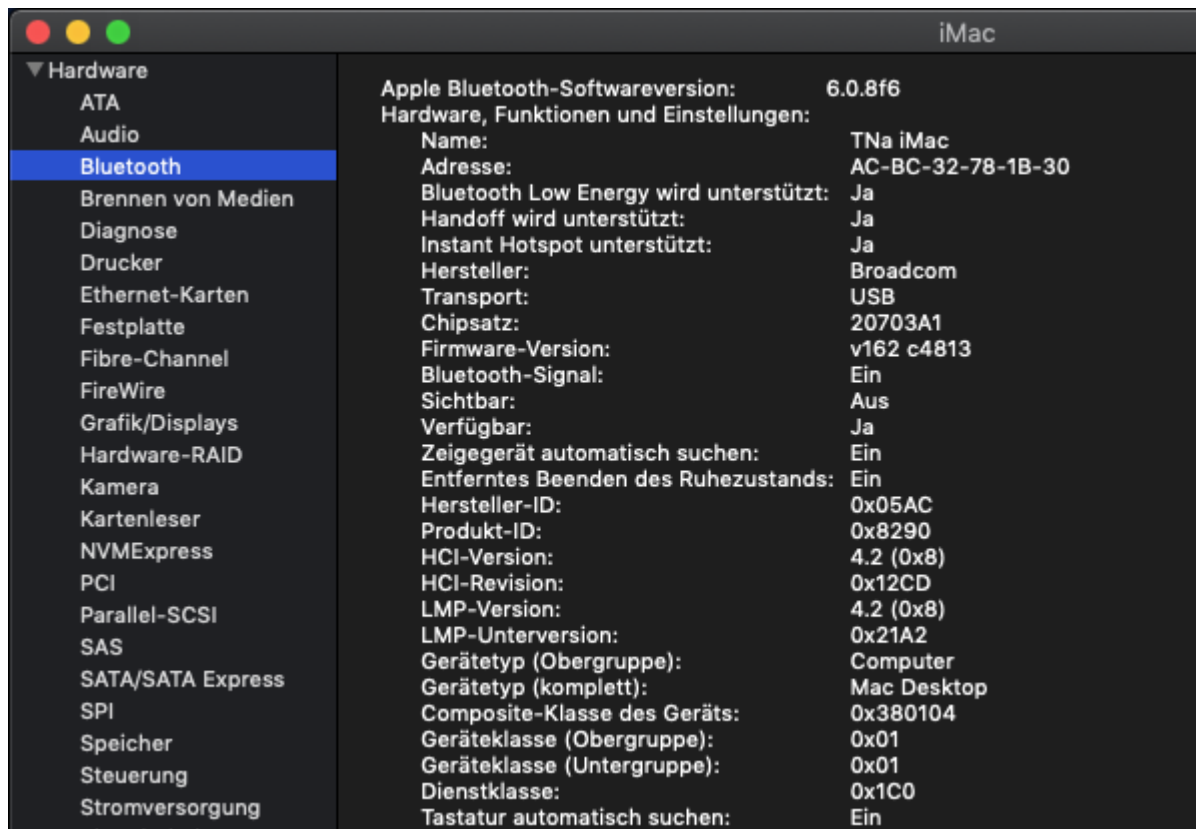 iMac
Hardware
ATA
Audio
Bluetooth
Brennen von Medien
Diagnose
Drucker
Ethernet-Karten
Festplatte
Fibre-Channel
FireWire
Grafik/Displays
Hardware-RAID
Kamera
Kartenleser
NVMExpress
PCI
Parallel-SCSI
SAS
SATA/SATA Express
SPI
Speicher
Steuerung
Stromversorgung
Apple Bluetooth-Softwareversion: 6.0.8f6
Hardware, Funktionen und Einstellungen:
Name: TNa iMac
Adresse: AC-BC-32-78-1B-30
Bluetooth Low Energy wird unterstützt: Ja
Handoff wird unterstützt: Ja
Instant Hotspot unterstützt: Ja
Hersteller: Broadcom
Transport: USB
Chipsatz: 20703A1
Firmware-Version: v162 c4813
Bluetooth-Signal: Ein
Sichtbar: Aus
Verfügbar: Ja
Zeigegerät automatisch suchen: Ein
Entferntes Beenden des Ruhezustands: Ein
Hersteller-ID: 0x05AC
Produkt-ID: 0x8290
HCI-Version: 4.2 (0x8)
HCI-Revision: 0x12CD
LMP-Version: 4.2 (0x8)
LMP-Unterversion: 0x21A2
Gerätetyp (Obergruppe): Computer
Gerätetyp (komplett): Mac Desktop
Composite-Klasse des Geräts: 0x380104
Geräteklasse (Obergruppe): 0x01
Geräteklasse (Untergruppe): 0x01
Dienstklasse: 0x1C0
Tastatur automatisch suchen: Ein